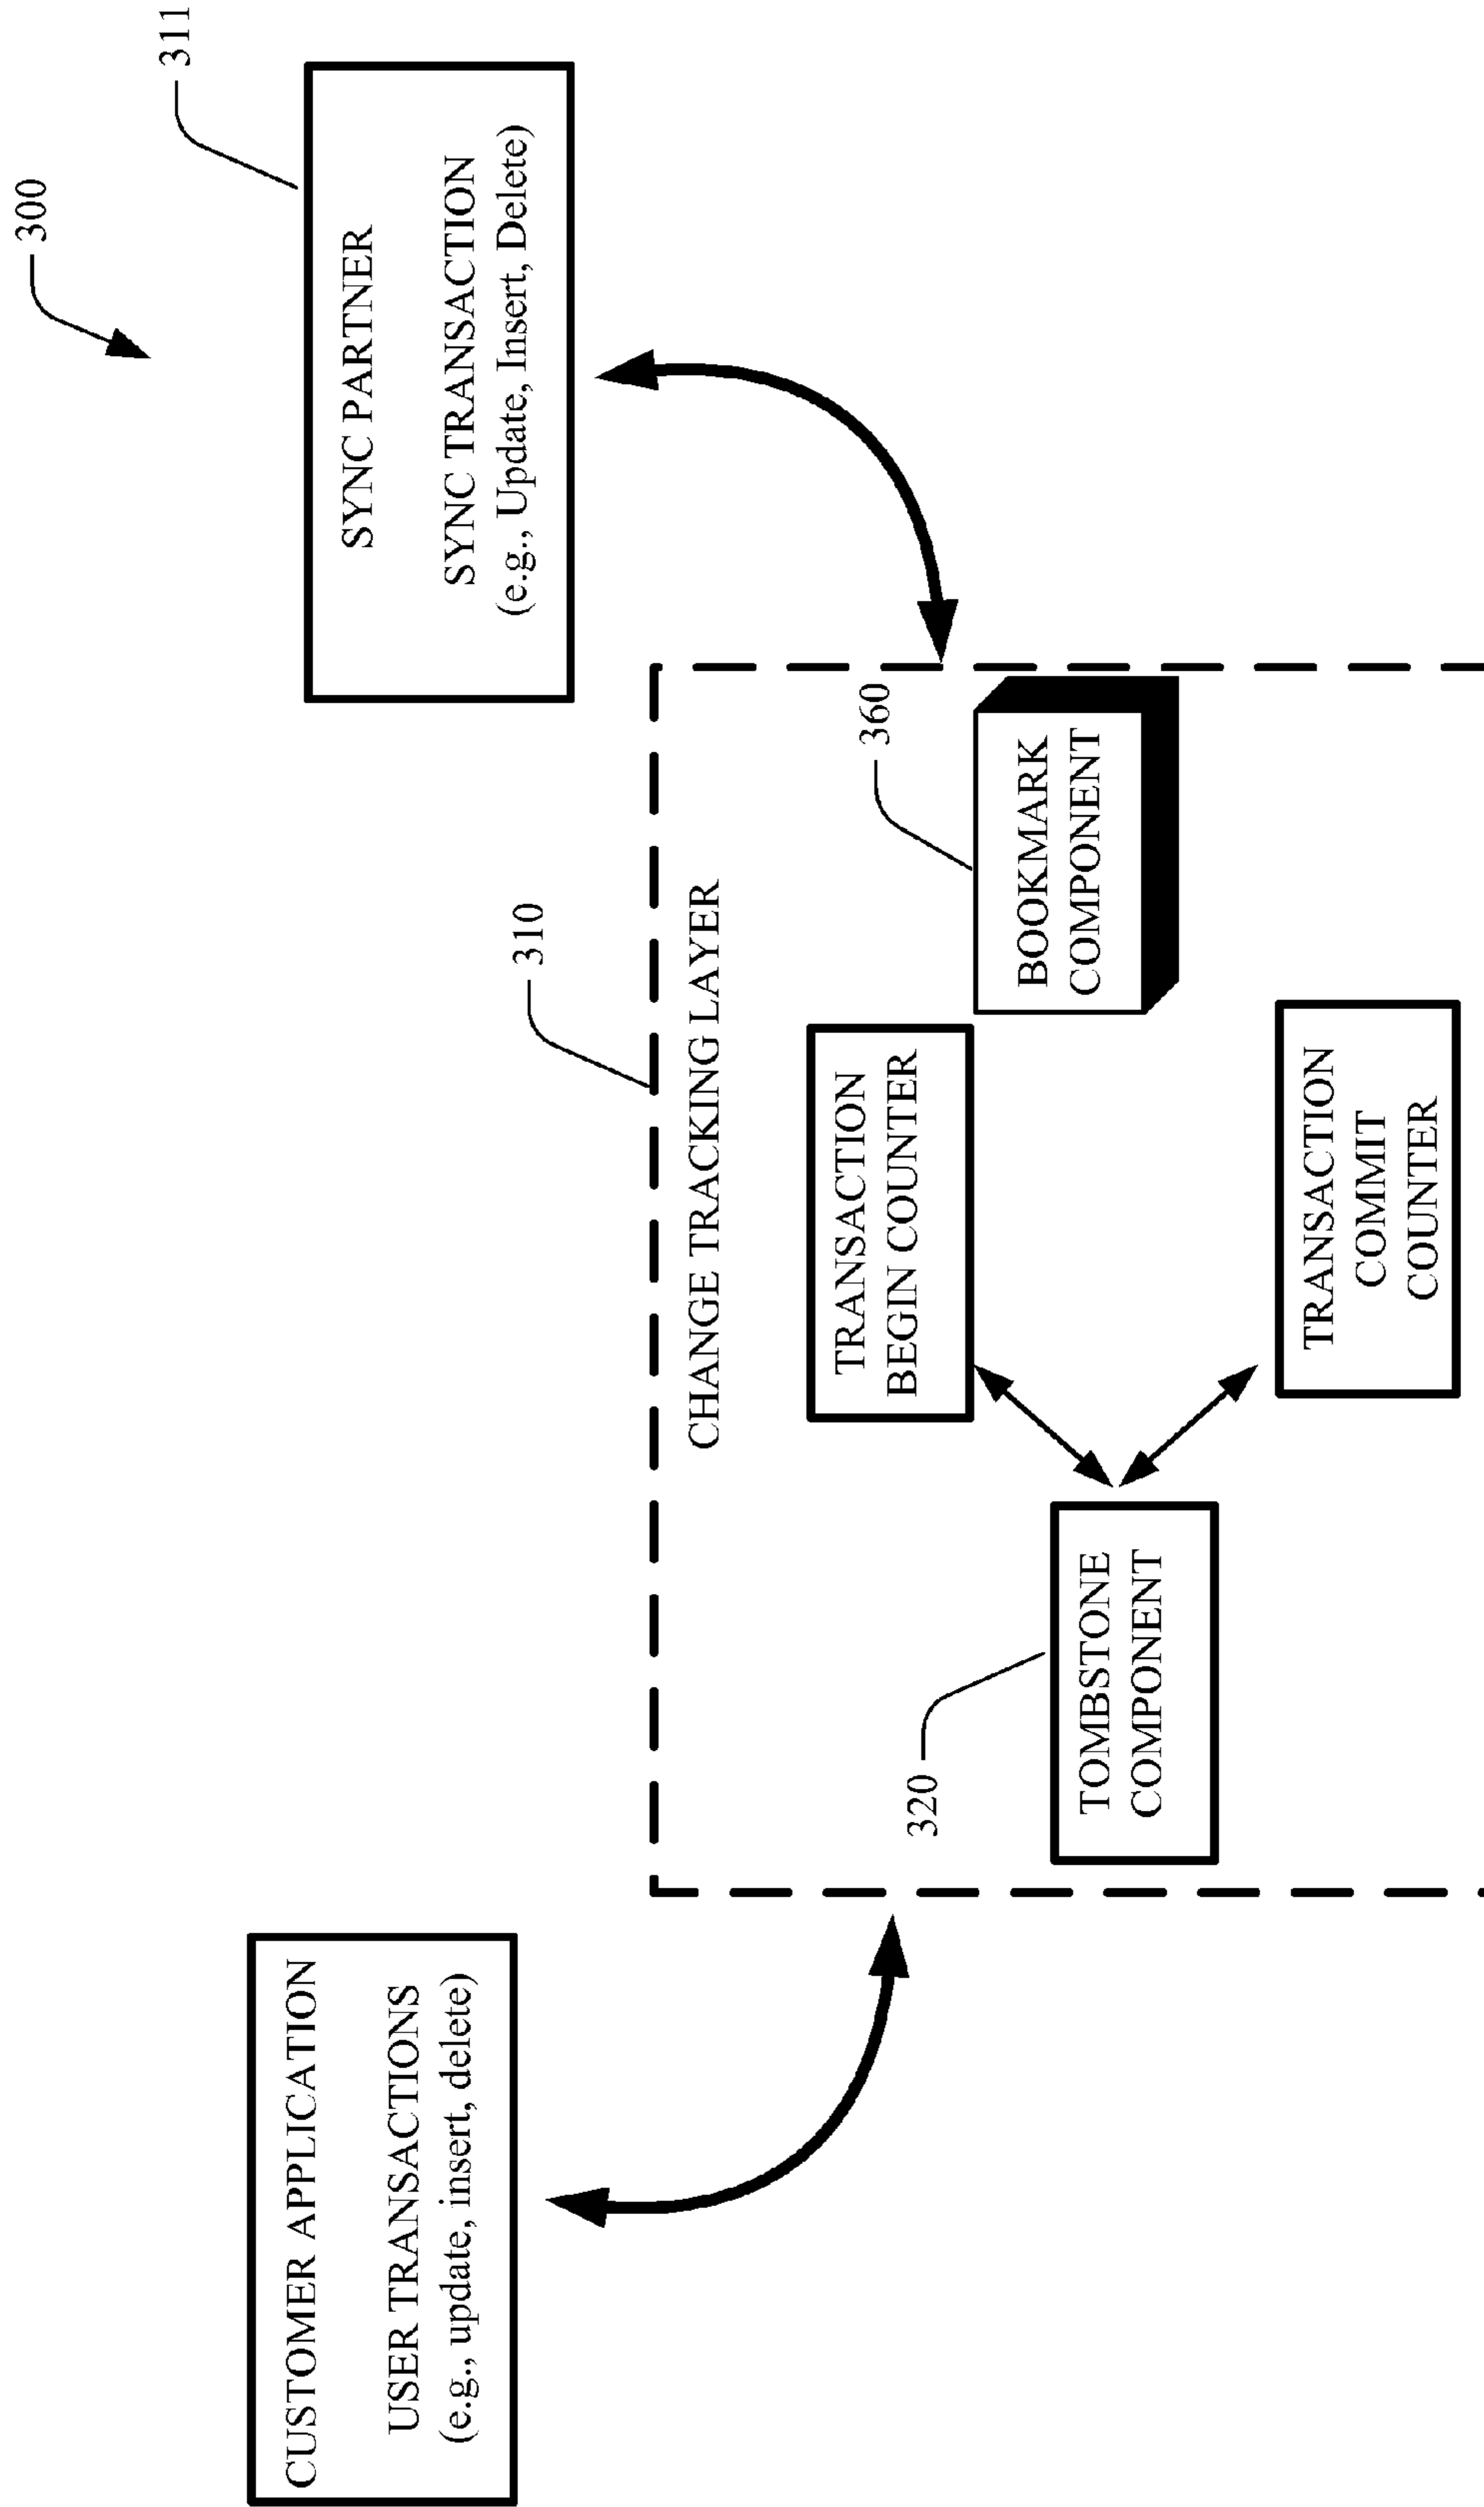 300
311
SYNC PARTNER
SYNC TRANSACTION
(e.g., Update, Insert, Delete)
CUSTOMER APPLICATION
USER TRANSACTIONS
(e.g., update, insert, delete)
310
CHANGE TRACKING LAYER
360
BOOKMARK
COMPONENT
TRANSACTION
BEGIN COUNTER
320
TOMBSTONE
COMPONENT
TRANSACTION
COMMIT
COUNTER